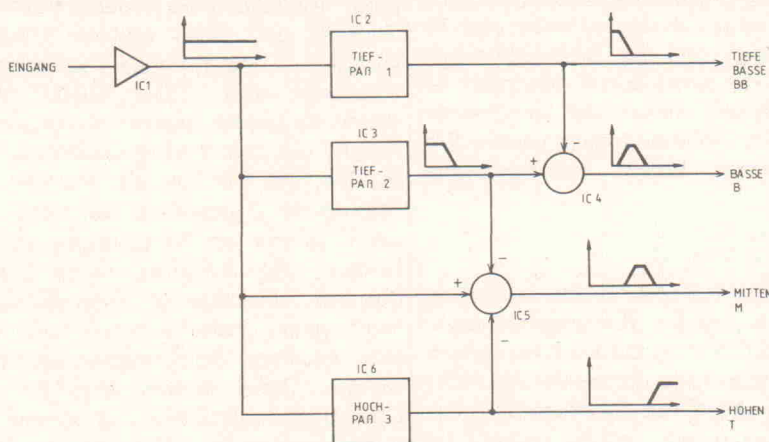 IC 2
TIEF-
PAß 1
EINGANG
IC1
TIEFE
BASSE
BB
IC 3
TIEF-
PAß 2
+
-
IC 4
BASSE
B
-
+
IC5
-
MITTEN
M
IC 6
HOCH-
PAß 3
HOHEN
T